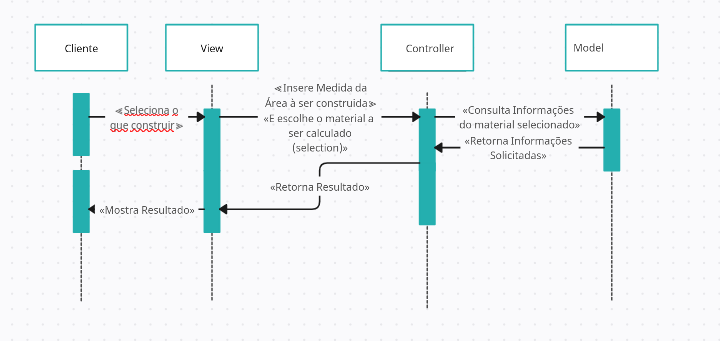 Cliente
View
Controller
Model
«Seleciona o
que construir»
«Insere Medida da
Área à ser construida»
«E escolhe o material a
ser calculado
(selection)»
«Consulta Informações
do material selecionado»
«Retorna Informações
Solicitadas»
«Retorna Resultado»
«Mostra Resultado»